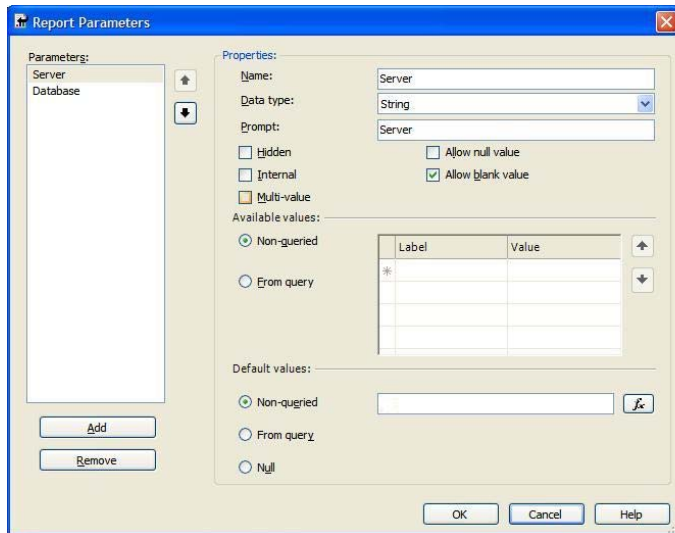 Report Parameters
Parameters:
Server
Database
Add
Remove
Properties:
Name:
Server
Data type:
String
Prompt:
Server
Hidden
Allow null value
Internal
Allow blank value
Multi-value
Available values:
Non-queried
From query
Label Value
Default values:
Non-queried
fx
From query
Null
OK Cancel Help